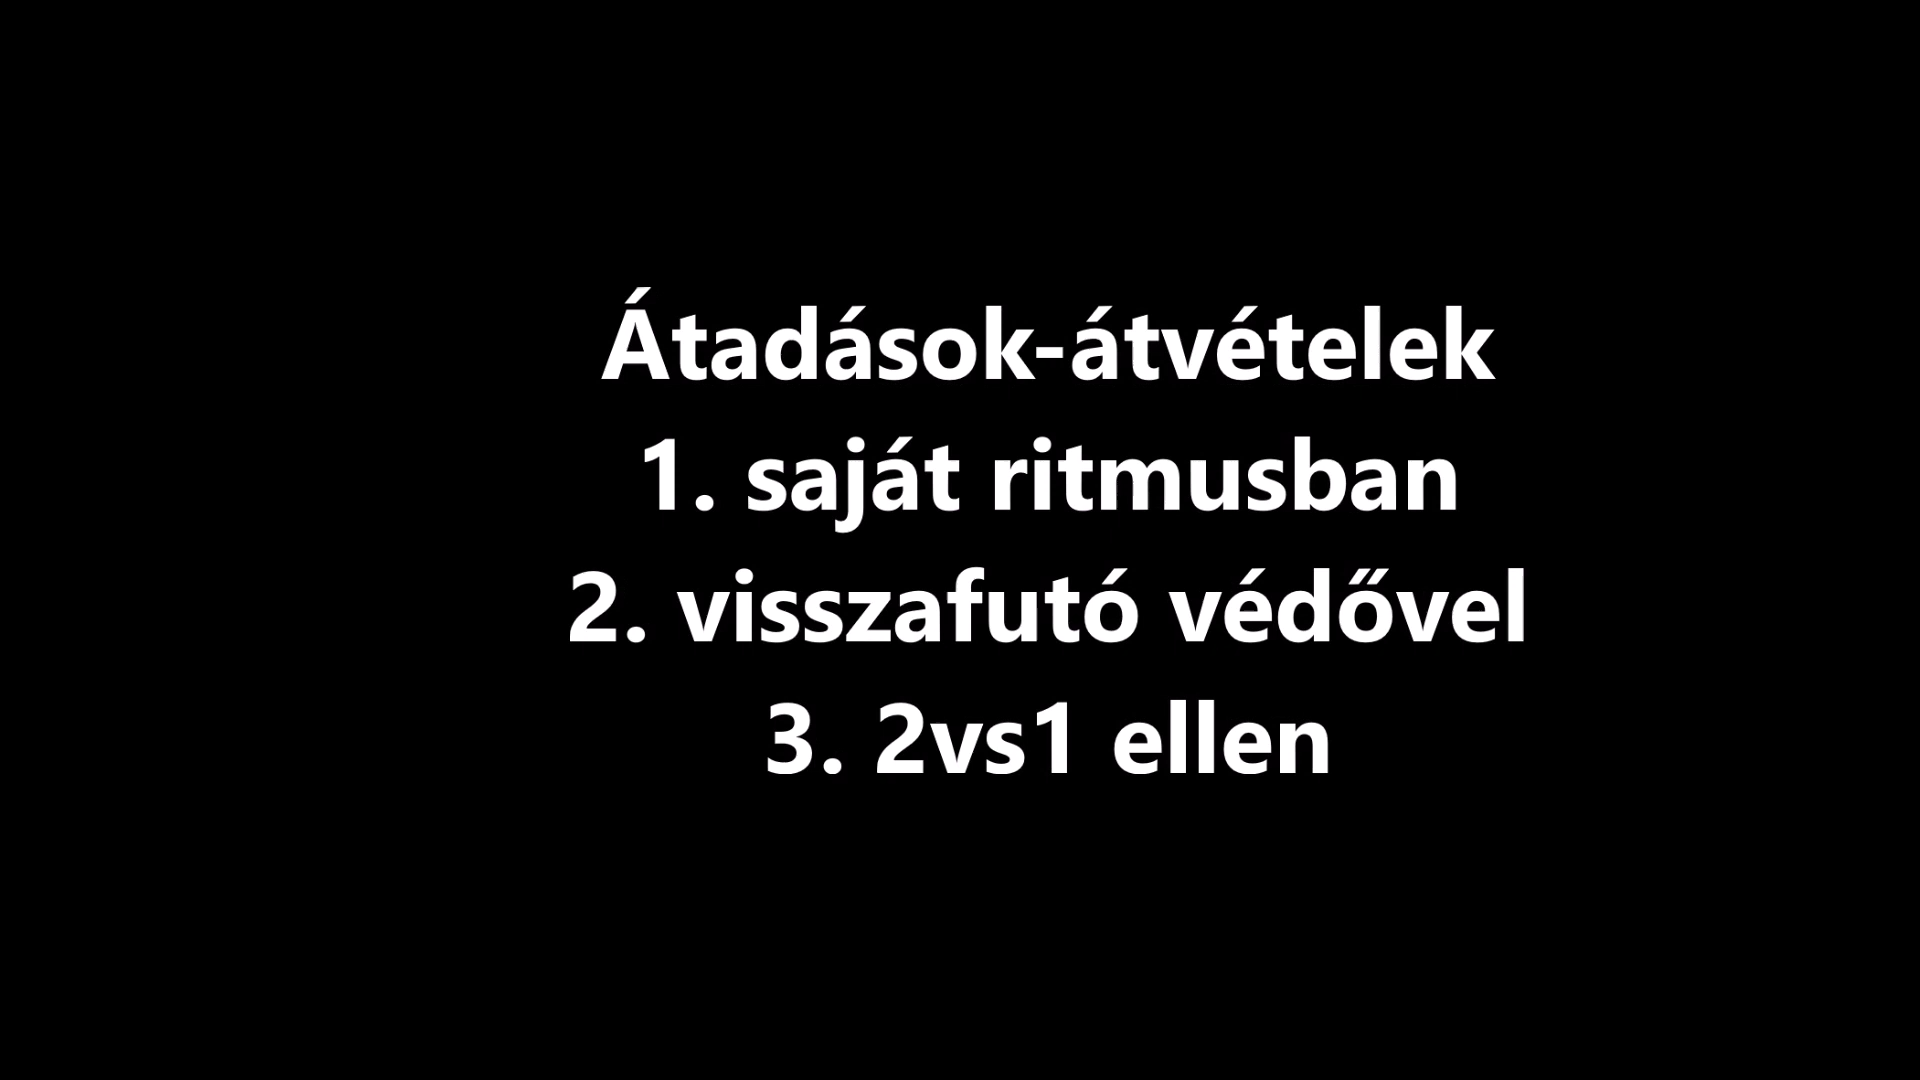 Átadások-átvételek
1. saját ritmusban
2. visszafutó védővel
3. 2vs1 ellen